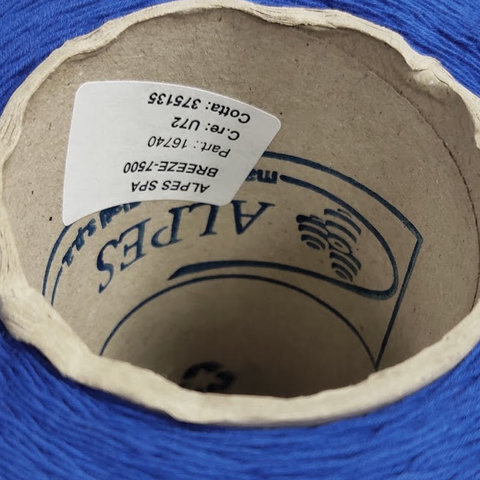 ALPES SPA
BREEZE-7500
Part.: 16740
C.re: U72
Cotta: 375135
ALPES
s.p.a.